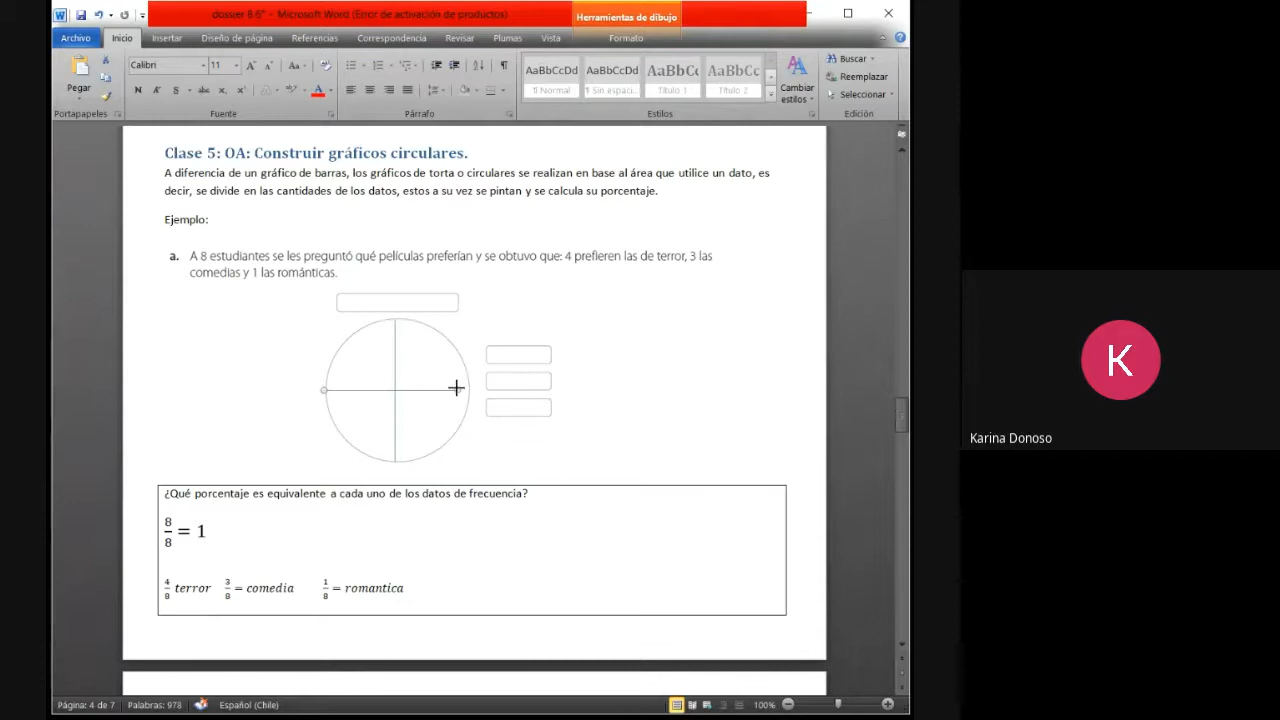 dossier 8.6° - Microsoft Word (Error de activación de productos)
Herramientas de dibujo
Archivo Inicio Insertar Diseño de página Referencias Correspondencia Revisar Plumas Vista Formato
Pegar
Calibri 11
AaBbCcDd AaBbCcDd AaBbCc AaBbCc
¶ Normal ¶ Sin espaci... Título 1 Título 2
Cambiar estilos
Buscar
Reemplazar
Seleccionar
Portapapeles Fuente Párrafo Estilos Edición
Clase 5: OA: Construir gráficos circulares.
A diferencia de un gráfico de barras, los gráficos de torta o circulares se realizan en base al área que utilice un dato, es
decir, se divide en las cantidades de los datos, estos a su vez se pintan y se calcula su porcentaje.
Ejemplo:
a. A 8 estudiantes se les preguntó qué películas preferían y se obtuvo que: 4 prefieren las de terror, 3 las
comedias y 1 las románticas.
¿Qué porcentaje es equivalente a cada uno de los datos de frecuencia?
8/8 = 1
4/8 terror 3/8 = comedia 1/8 = romantica
K
Karina Donoso
Página: 4 de 7 Palabras: 978 Español (Chile) 100%